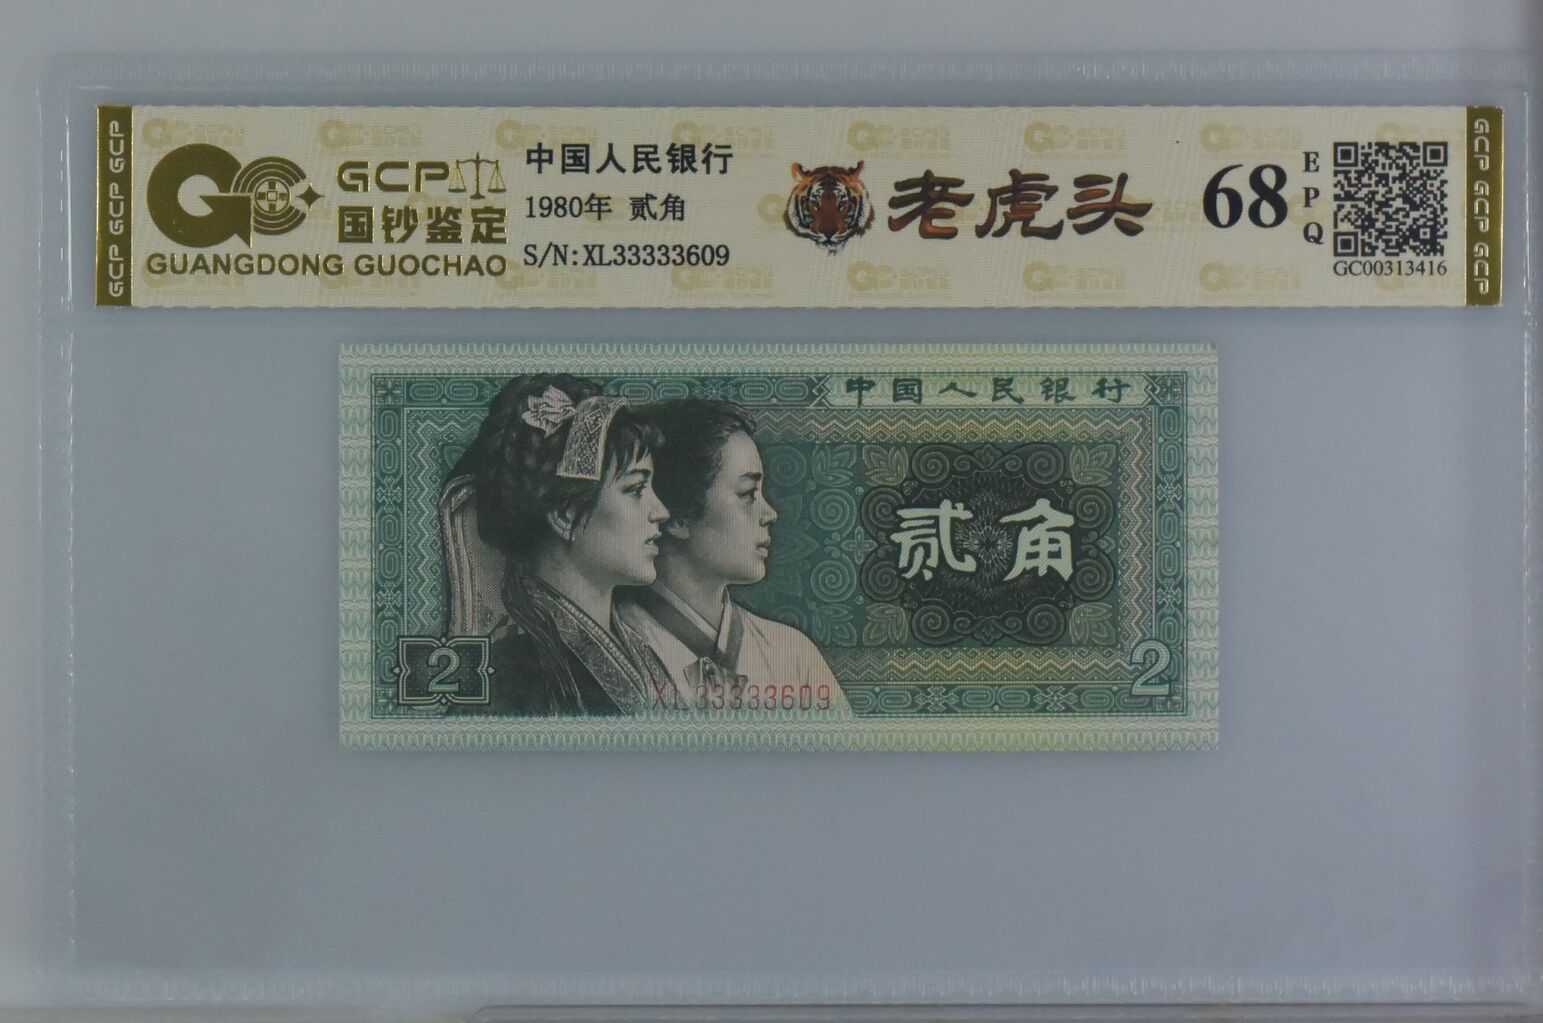 GCP GCP GCP
GCP
国钞鉴定
GUANGDONG GUOCHAO
中国人民银行
1980年 贰角
S/N:XL33333609
老虎头
68
EPQ
GC00313416
GCP GCP GCP
中国人民银行
贰角
2
2
XL33333609